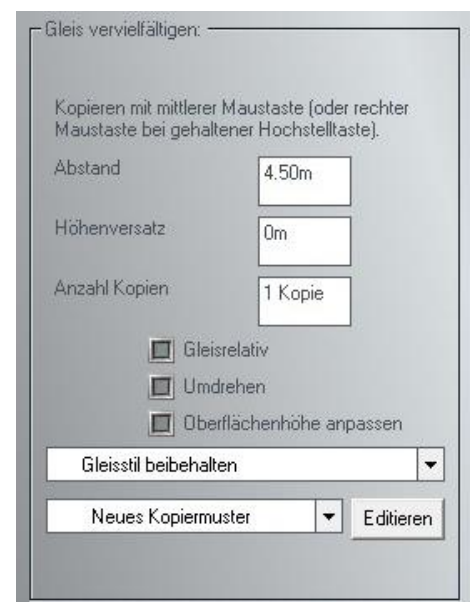 Gleis vervielfältigen:
Kopieren mit mittlerer Maustaste (oder rechter
Maustaste bei gehaltener Hochstelltaste).
Abstand
4.50m
Höhenversatz
0m
Anzahl Kopien
1 Kopie
Gleisrelativ
Umdrehen
Oberflächenhöhe anpassen
Gleisstil beibehalten
Neues Kopiermuster
Editieren